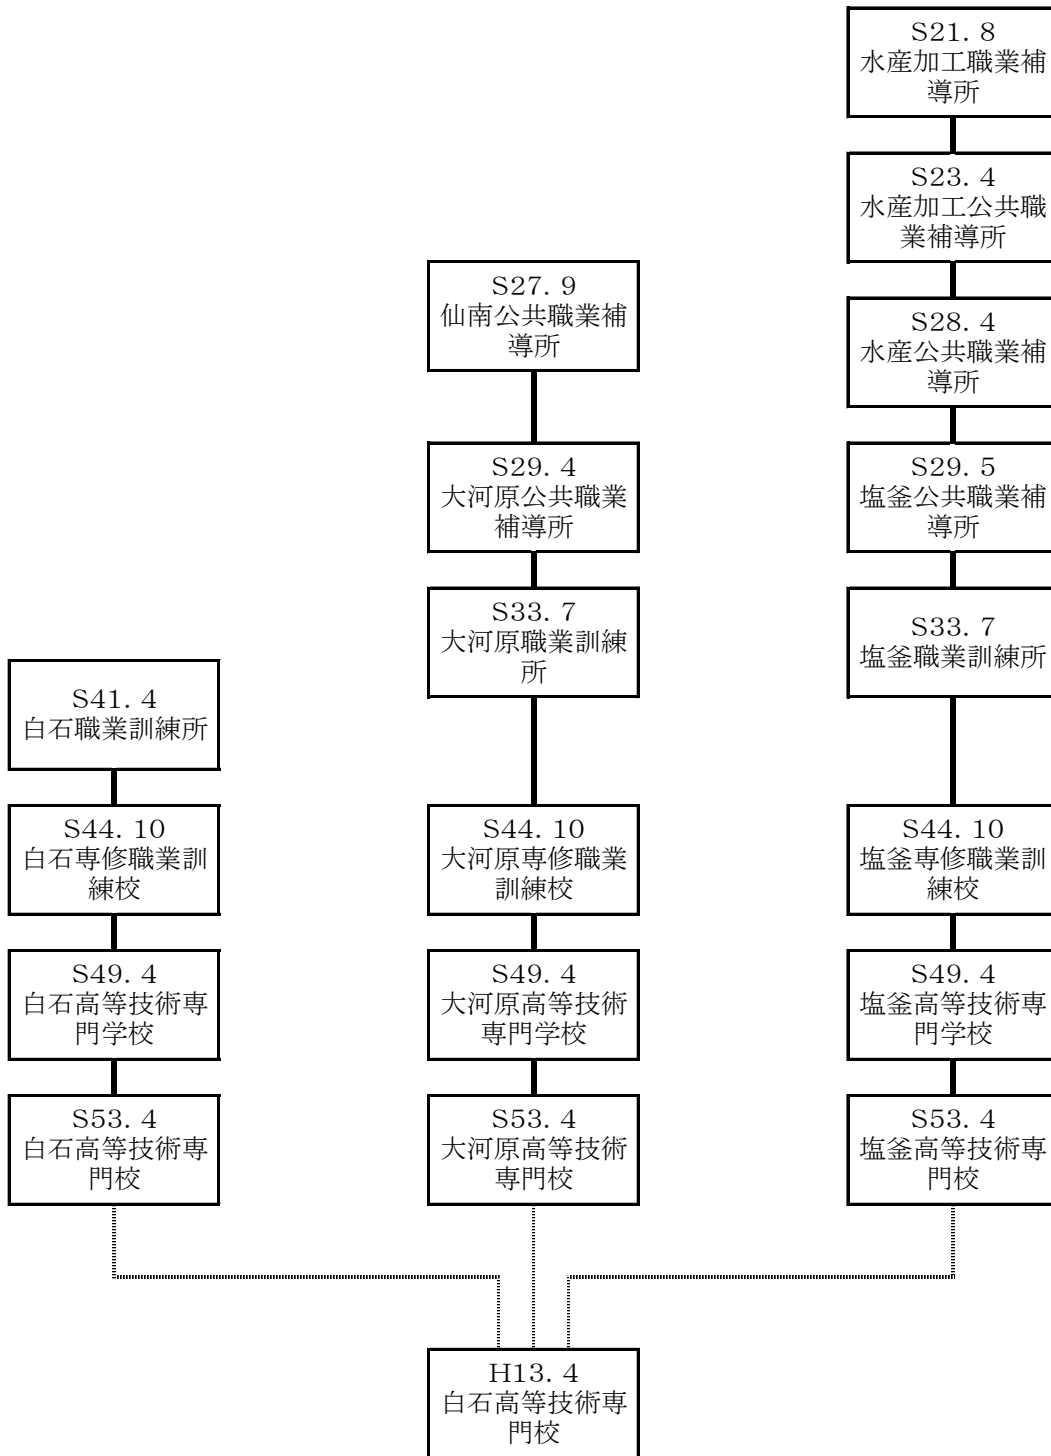 S21. 8
水産加工職業補
導所
S23. 4
水産加工公共職
業補導所
S27. 9
仙南公共職業補
導所
S28. 4
水産公共職業補
導所
S29. 4
大河原公共職業
補導所
S29. 5
塩釜公共職業補
導所
S33. 7
大河原職業訓練
所
S33. 7
塩釜職業訓練所
S41. 4
白石職業訓練所
S44. 10
白石専修職業訓
練校
S44. 10
大河原専修職業
訓練校
S44. 10
塩釜専修職業訓
練校
S49. 4
白石高等技術専
門学校
S49. 4
大河原高等技術
専門学校
S49. 4
塩釜高等技術専
門学校
S53. 4
白石高等技術専
門校
S53. 4
大河原高等技術
専門校
S53. 4
塩釜高等技術専
門校
H13. 4
白石高等技術専
門校